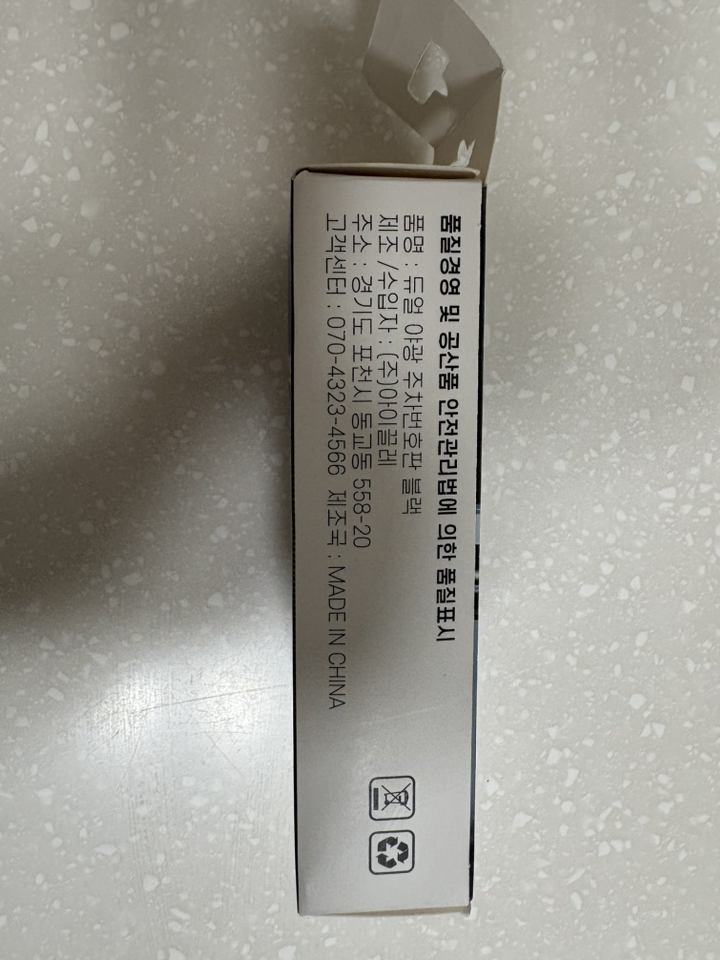 품질경영 및 공산품 안전관리법에 의한 품질표시
품명 : 듀얼 야광 주차번호판 블랙
제조 /수입자 : (주)아이끌레
주소 : 경기도 포천시 동교동 558-20
고객센터 : 070-4323-4566 제조국 : MADE IN CHINA